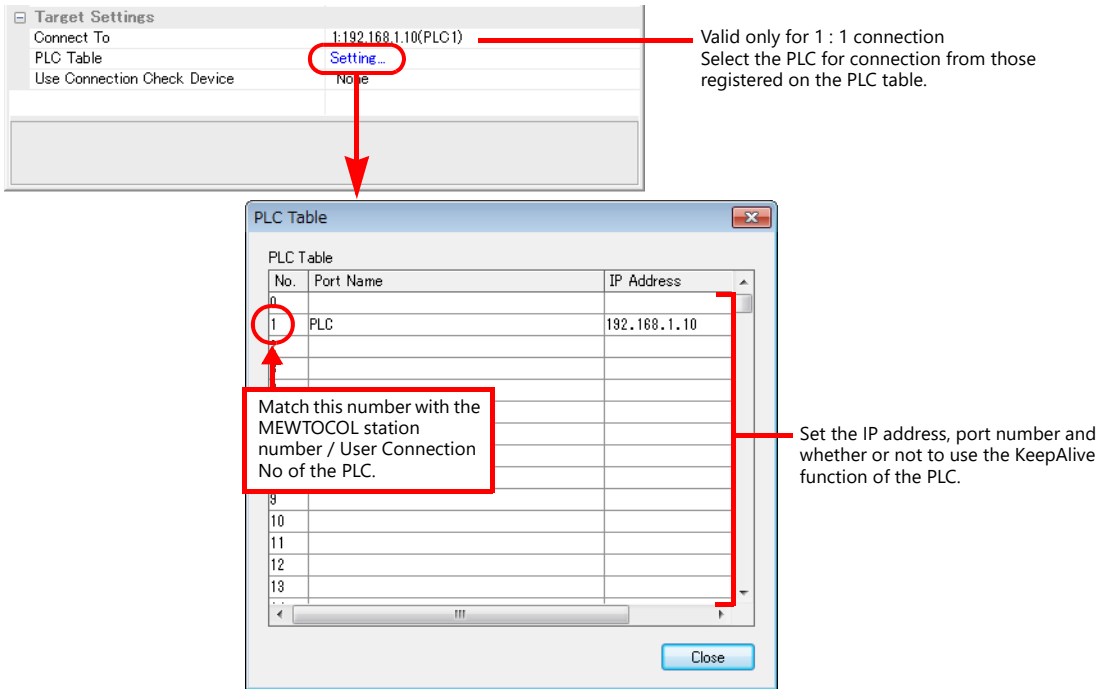 Target Settings
Connect To
1:192.168.1.10(PLC1)
PLC Table
Setting...
Use Connection Check Device
None
Valid only for 1 : 1 connection
Select the PLC for connection from those
registered on the PLC table.
PLC Table
PLC Table
No.
Port Name
IP Address
0
1
PLC
192.168.1.10
Match this number with the
MEWTOCOL station
number / User Connection
No of the PLC.
9
10
11
12
13
Set the IP address, port number and
whether or not to use the KeepAlive
function of the PLC.
Close